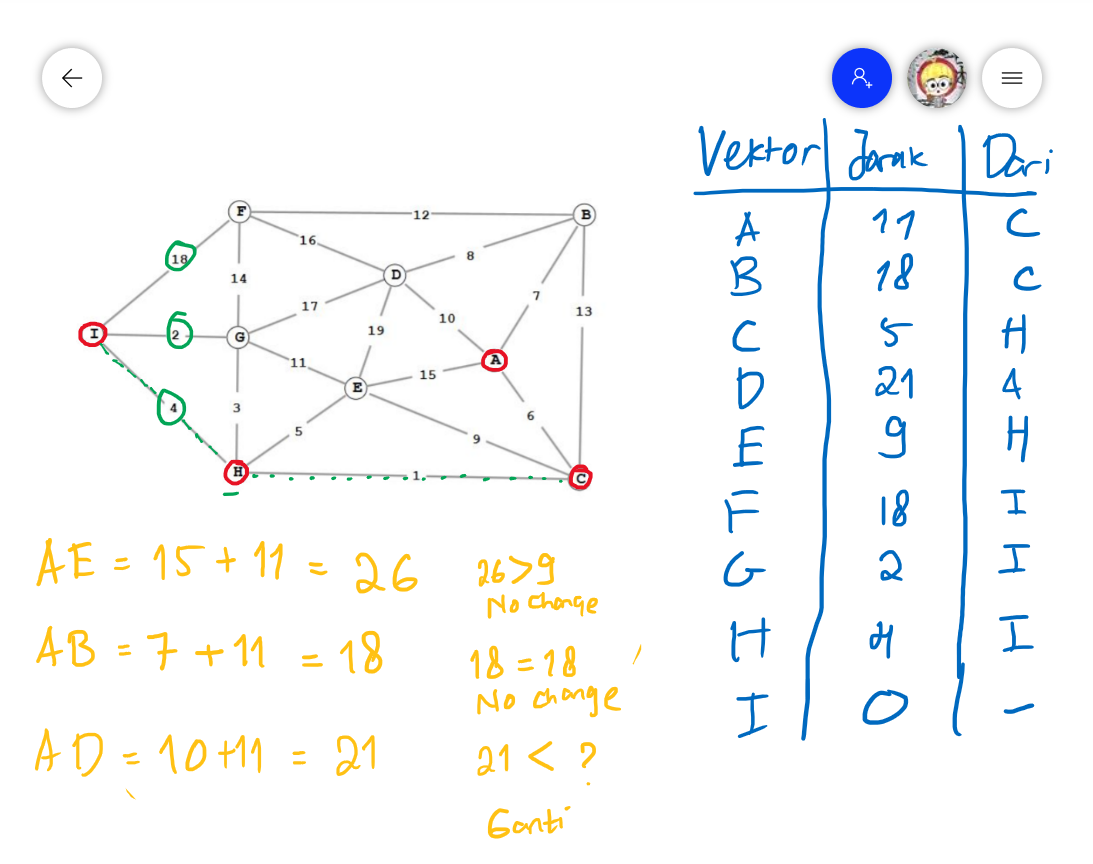 Vektor Jarak Dari
A 11 C
B 18 C
C 5 H
D 21 A
E 9 H
F 18 I
G 2 I
H 4 I
I 0 -
F 12 B
16
18
8
D
14
17
7
13
I 2 G
10
19
11
A
15
E
4
3
6
5
9
H 1 C
AE = 15 + 11 = 26 26 > 9
No change
AB = 7 + 11 = 18 18 = 18
No change
AD = 10 + 11 = 21 21 < ?
Ganti